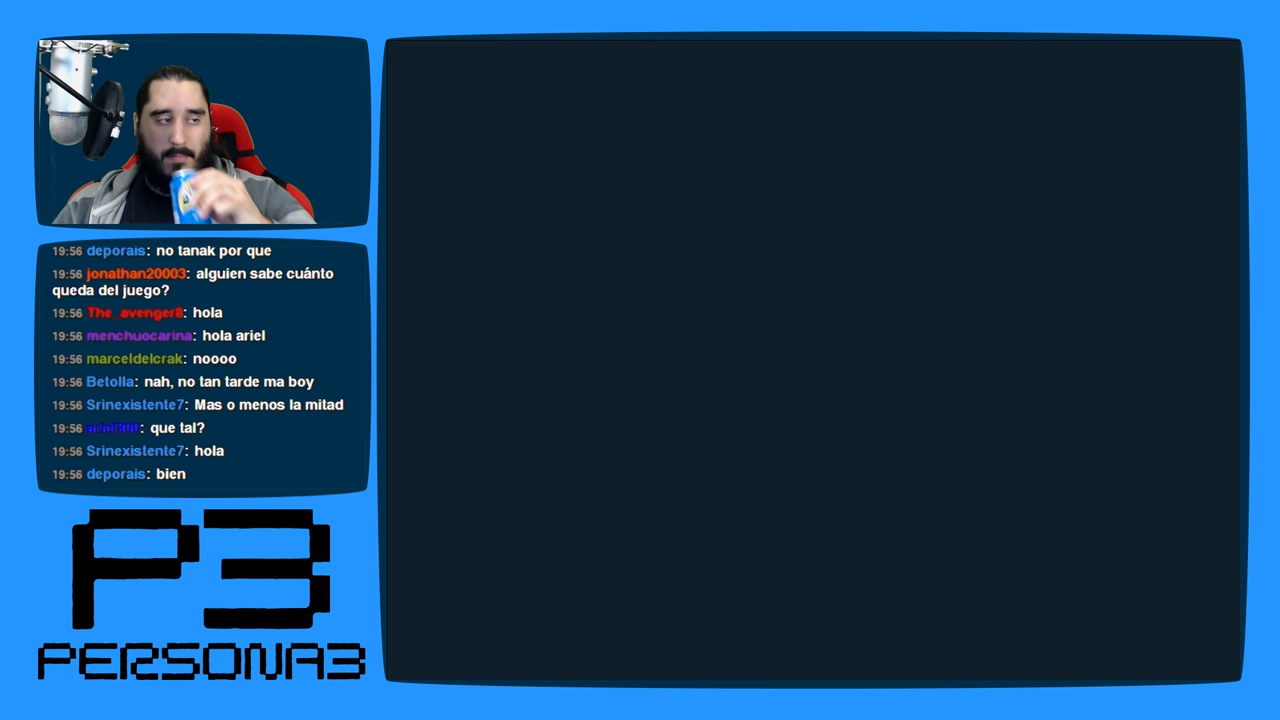 19:56 deporais: no tanak por que
19:56 jonathan20003: alguien sabe cuánto
queda del juego?
19:56 The_avenger8: hola
19:56 menchuocarina: hola ariel
19:56 marceldelcrak: noooo
19:56 Betolla: nah, no tan tarde ma boy
19:56 Srinexistente7: Mas o menos la mitad
19:56 : que tal?
19:56 Srinexistente7: hola
19:56 deporais: bien
P3
PERSONA3